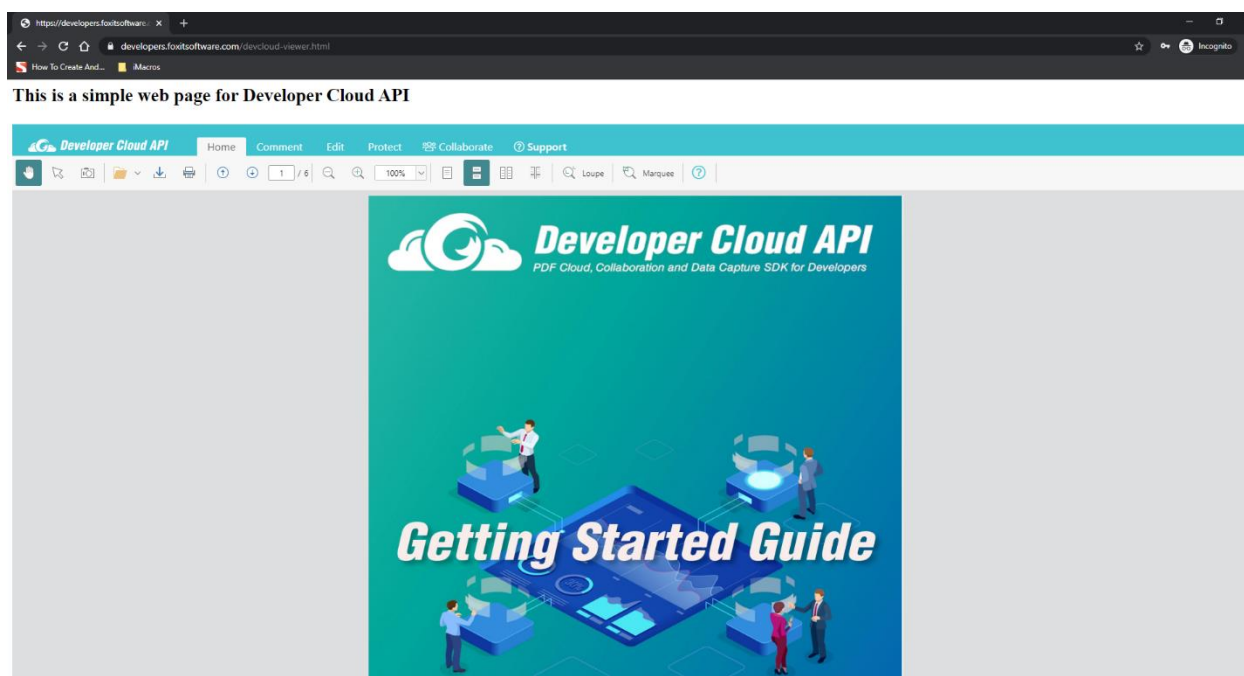 https://developers.foxitsoftware.c
developers.foxitsoftware.com/devcloud-viewer.html
Incognito
How To Create And...
iMacros
This is a simple web page for Developer Cloud API
Developer Cloud API Home Comment Edit Protect Collaborate Support
1 / 6 100% Loupe Marquee
Developer Cloud API
PDF Cloud, Collaboration and Data Capture SDK for Developers
Getting Started Guide